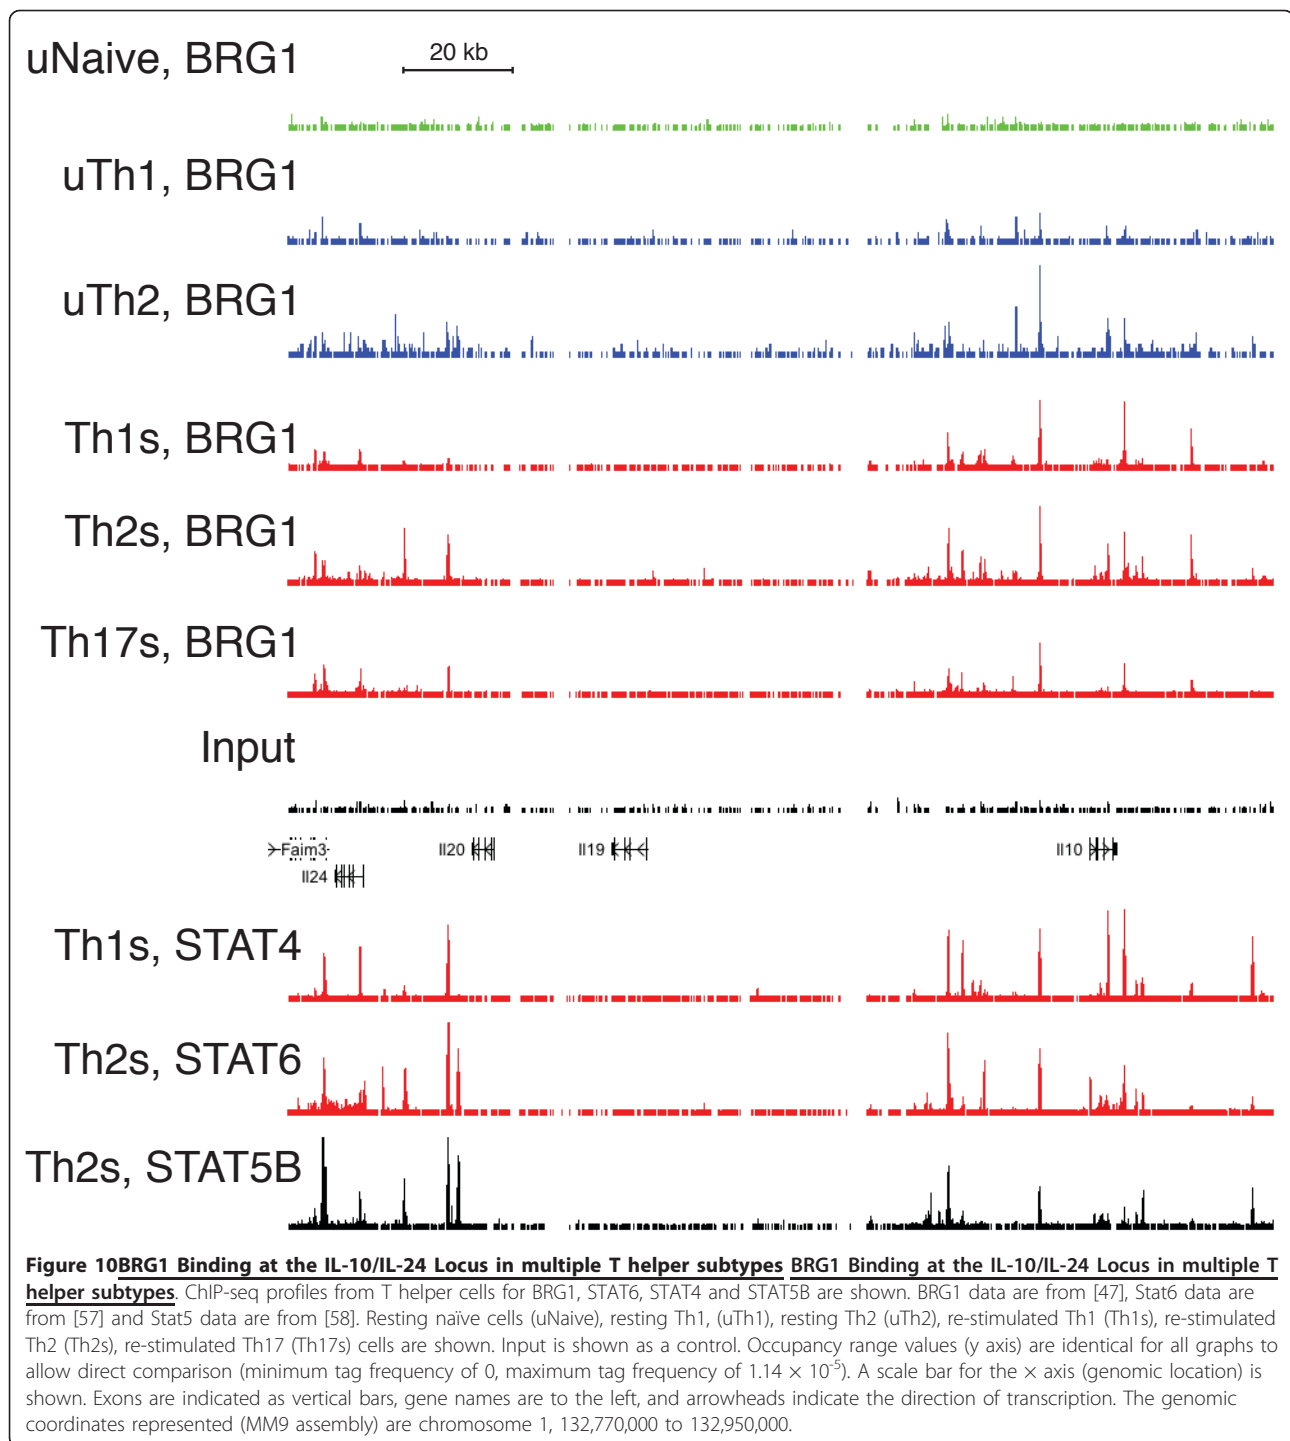 uNaive, BRG1
20 kb
uTh1, BRG1
uTh2, BRG1
Th1s, BRG1
Th2s, BRG1
Th17s, BRG1
Input
Faim3
Il20
Il19
Il10
Il24
Th1s, STAT4
Th2s, STAT6
Th2s, STAT5B
Figure 10BRG1 Binding at the IL-10/IL-24 Locus in multiple T helper subtypes BRG1 Binding at the IL-10/IL-24 Locus in multiple T
helper subtypes. ChIP-seq profiles from T helper cells for BRG1, STAT6, STAT4 and STAT5B are shown. BRG1 data are from [47], Stat6 data are
from [57] and Stat5 data are from [58]. Resting naïve cells (uNaive), resting Th1, (uTh1), resting Th2 (uTh2), re-stimulated Th1 (Th1s), re-stimulated
Th2 (Th2s), re-stimulated Th17 (Th17s) cells are shown. Input is shown as a control. Occupancy range values (y axis) are identical for all graphs to
allow direct comparison (minimum tag frequency of 0, maximum tag frequency of 1.14 × 10⁻⁵). A scale bar for the × axis (genomic location) is
shown. Exons are indicated as vertical bars, gene names are to the left, and arrowheads indicate the direction of transcription. The genomic
coordinates represented (MM9 assembly) are chromosome 1, 132,770,000 to 132,950,000.